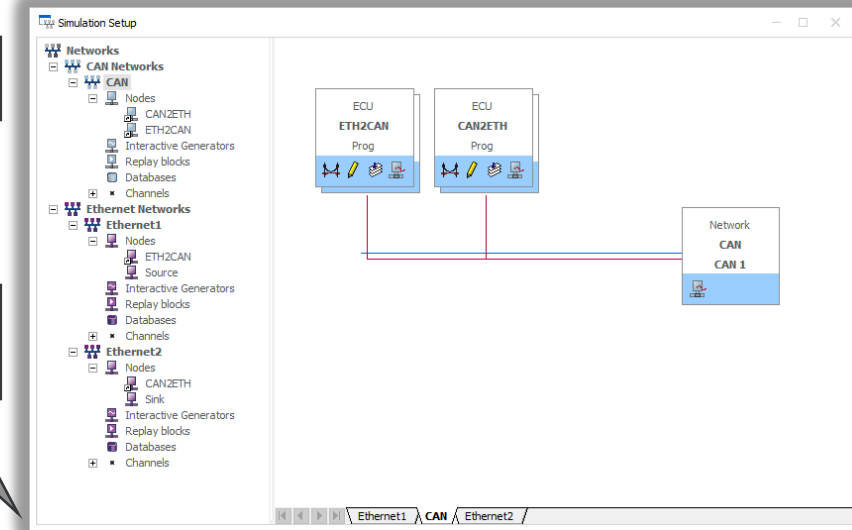 Simulation Setup
Networks
CAN Networks
CAN
Nodes
CAN2ETH
ETH2CAN
Interactive Generators
Replay blocks
Databases
Channels
Ethernet Networks
Ethernet1
Nodes
ETH2CAN
Source
Interactive Generators
Replay blocks
Databases
Channels
Ethernet2
Nodes
CAN2ETH
Sink
Interactive Generators
Replay blocks
Databases
Channels
ECU
ETH2CAN
Prog
ECU
CAN2ETH
Prog
Network
CAN
CAN 1
Ethernet1 CAN Ethernet2